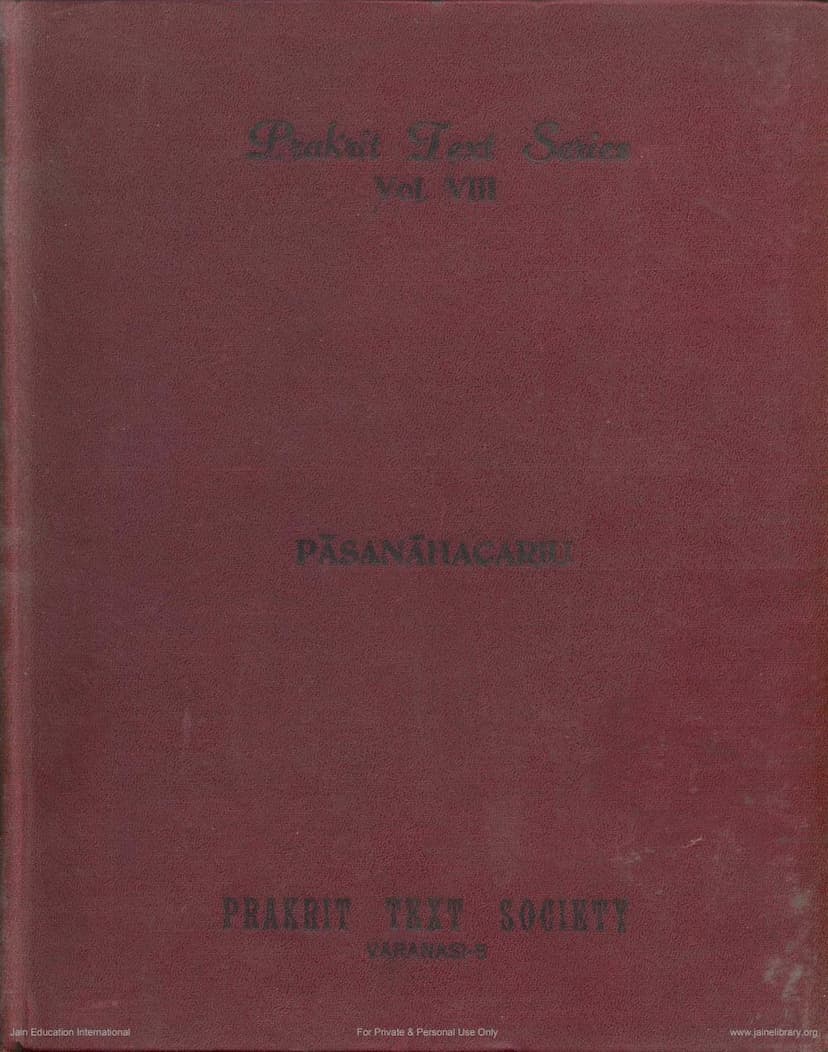 Prakrit Text Series
Vol. VIII
PĀSANĀHACARIU
PRAKRIT TEXT SOCIETY
VARANASI-5
Jain Education International For Private & Personal Use Only www.jainelibrary.org